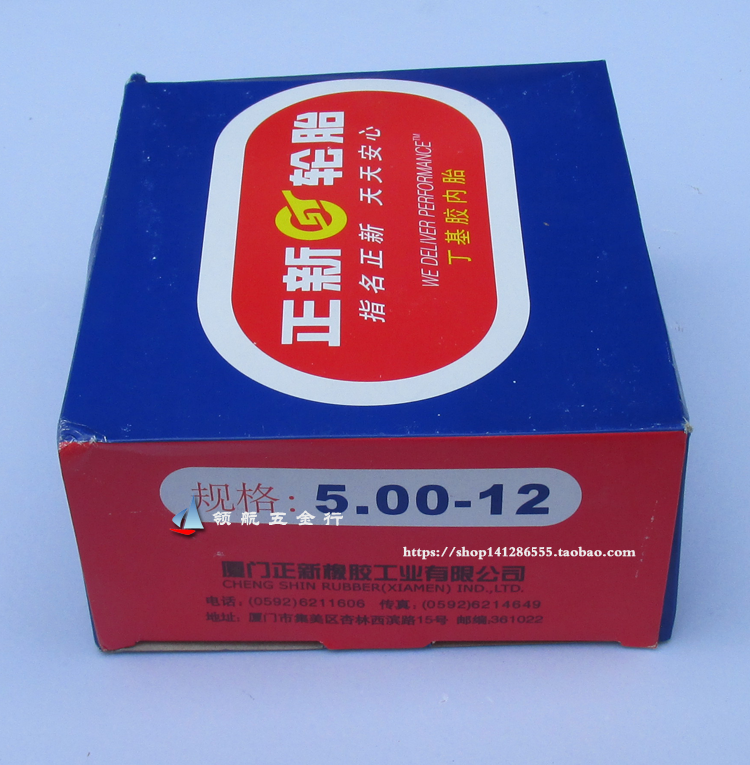 正新轮胎
指名正新 天天安心
WE DELIVER PERFORMANCE™
丁基胶内胎
规格: 5.00-12
领航五金行
https://shop141286555.taobao.com/
厦门正新橡胶工业有限公司
CHENG SHIN RUBBER(XIAMEN) IND.,LTD.
电话: (0592)6211606 传真: (0592)6214649
地址: 厦门市集美区杏林西滨路15号 邮编,361022